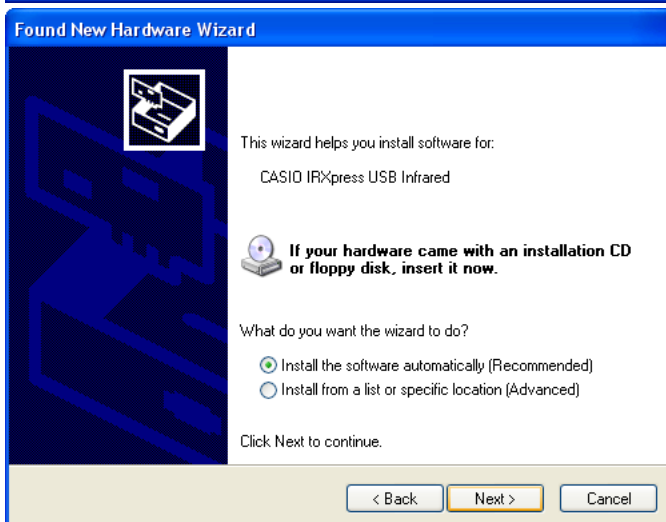 Found New Hardware Wizard
This wizard helps you install software for:
CASIO IRXpress USB Infrared
If your hardware came with an installation CD
or floppy disk, insert it now.
What do you want the wizard to do?
Install the software automatically (Recommended)
Install from a list or specific location (Advanced)
Click Next to continue.
< Back Next > Cancel